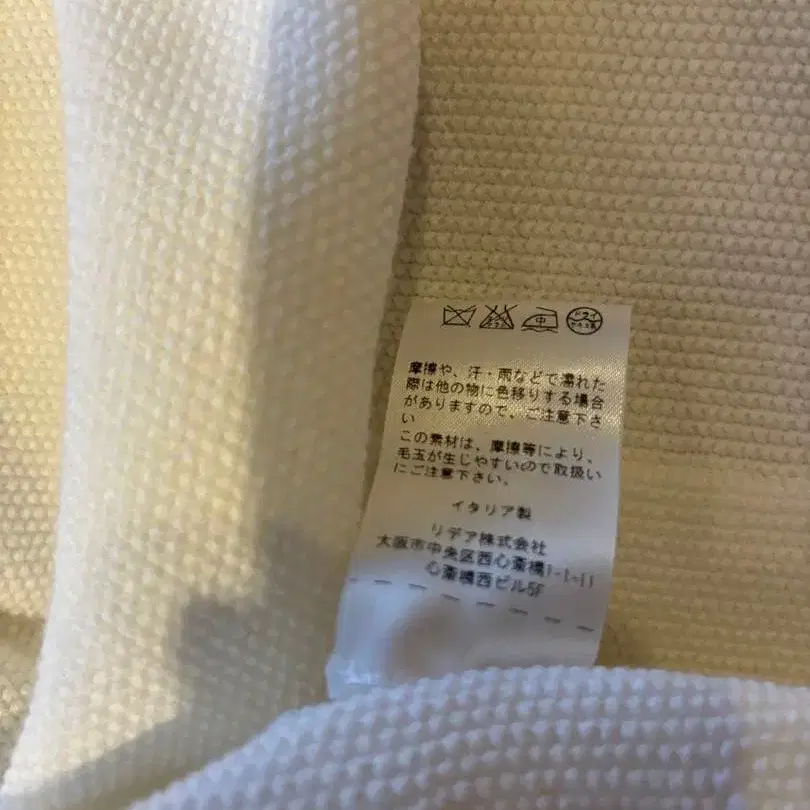 中 ドライ
摩擦や、汗・雨などで濡れた
際は他の物に色移りする場合
がありますので、ご注意下さ
い
この素材は、摩擦等により、
毛玉が生じやすいので取扱い
にご注意下さい。
イタリア製
リデア株式会社
大阪市中央区西心斎橋1-1-11
心斎橋西ビル5F